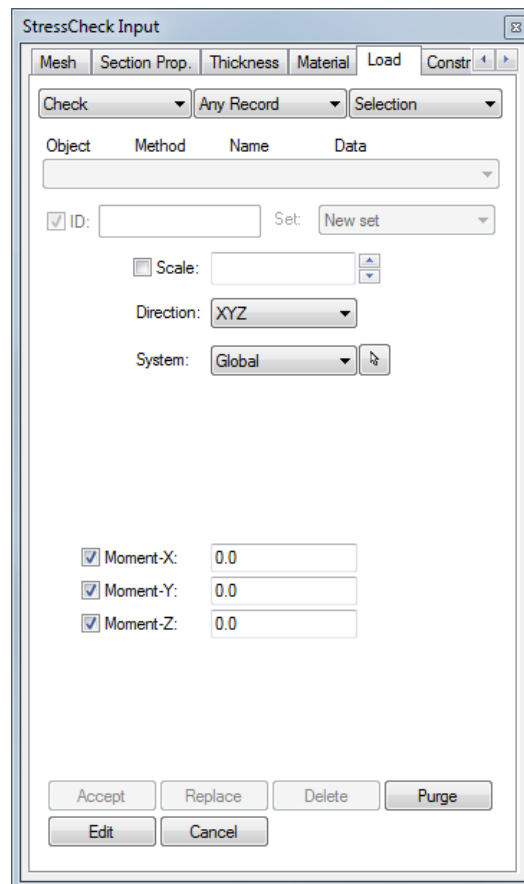 StressCheck Input
Mesh Section Prop. Thickness Material Load Constr
Check Any Record Selection
Object Method Name Data
ID: Set: New set
Scale:
Direction: XYZ
System: Global
Moment-X: 0.0
Moment-Y: 0.0
Moment-Z: 0.0
Accept Replace Delete Purge
Edit Cancel